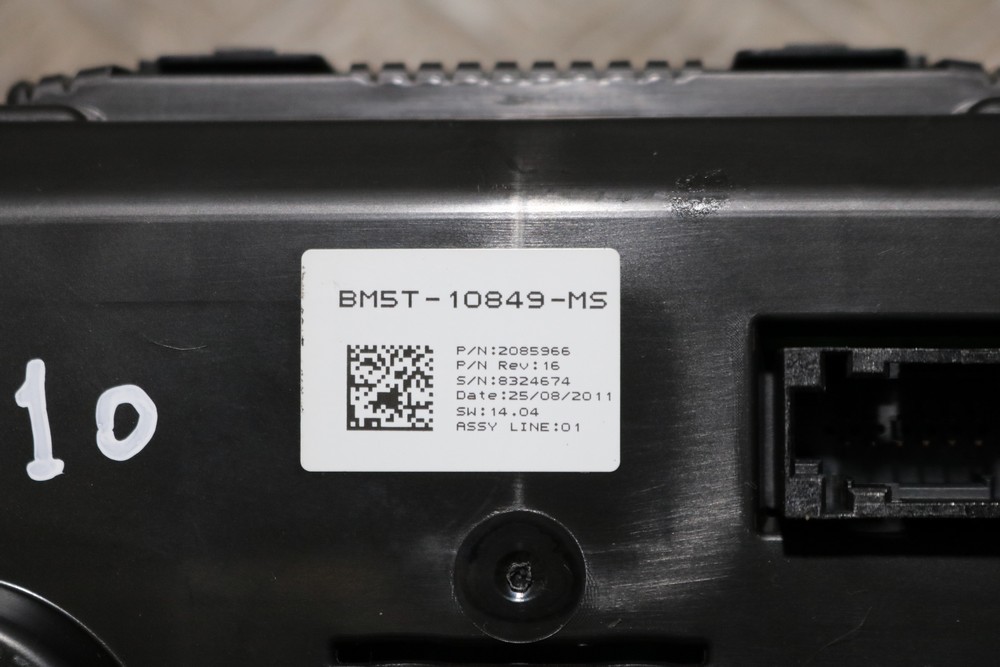 BM5T-10849-MS
P/N:2085966
P/N Rev:16
S/N:8324674
Date:25/08/2011
SW:14.04
ASSY LINE:01
10